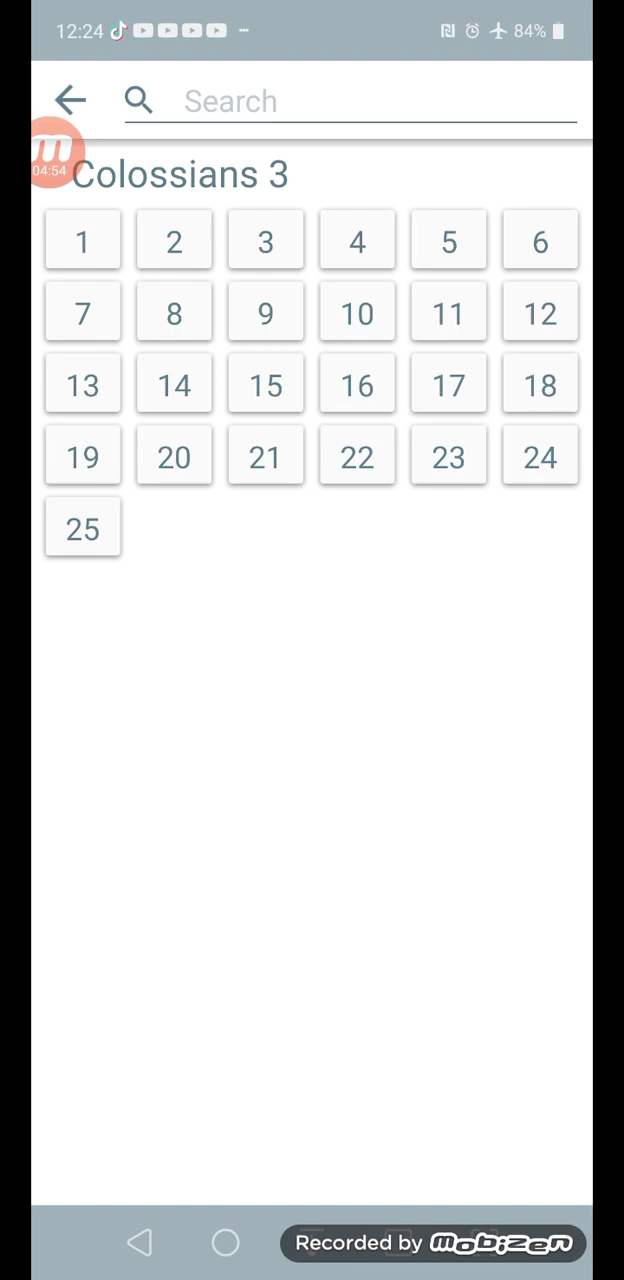 12:24 84%
Search
04:54
Colossians 3
1 2 3 4 5 6
7 8 9 10 11 12
13 14 15 16 17 18
19 20 21 22 23 24
25
Recorded by mobizen